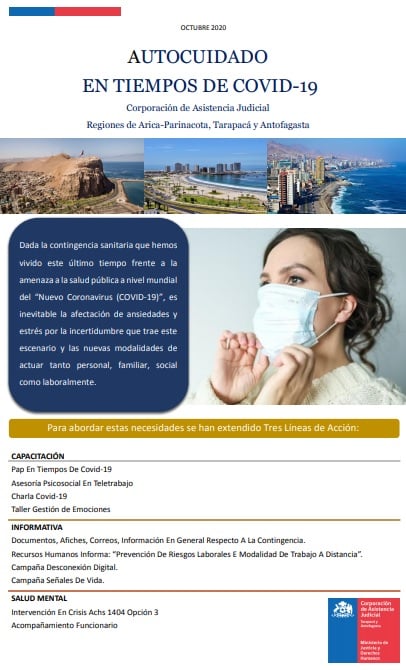 OCTUBRE 2020
AUTOCUIDADO
EN TIEMPOS DE COVID-19
Corporación de Asistencia Judicial
Regiones de Arica-Parinacota, Tarapacá y Antofagasta
Dada la contingencia sanitaria que hemos
vivido este último tiempo frente a la
amenaza a la salud pública a nivel mundial
del “Nuevo Coronavirus (COVID-19)”, es
inevitable la afectación de ansiedades y
estrés por la incertidumbre que trae este
escenario y las nuevas modalidades de
actuar tanto personal, familiar, social
como laboralmente.
Para abordar estas necesidades se han extendido Tres Líneas de Acción:
CAPACITACIÓN
Pap En Tiempos De Covid-19
Asesoría Psicosocial En Teletrabajo
Charla Covid-19
Taller Gestión de Emociones
INFORMATIVA
Documentos, Afiches, Correos, Información En General Respecto A La Contingencia.
Recursos Humanos Informa: “Prevención De Riesgos Laborales E Modalidad De Trabajo A Distancia”.
Campaña Desconexión Digital.
Campaña Señales De Vida.
SALUD MENTAL
Intervención En Crisis Achs 1404 Opción 3
Acompañamiento Funcionario
Corporación
de Asistencia
Judicial
Tarapacá y
Antofagasta
Ministerio de
Justicia y
Derechos
Humanos